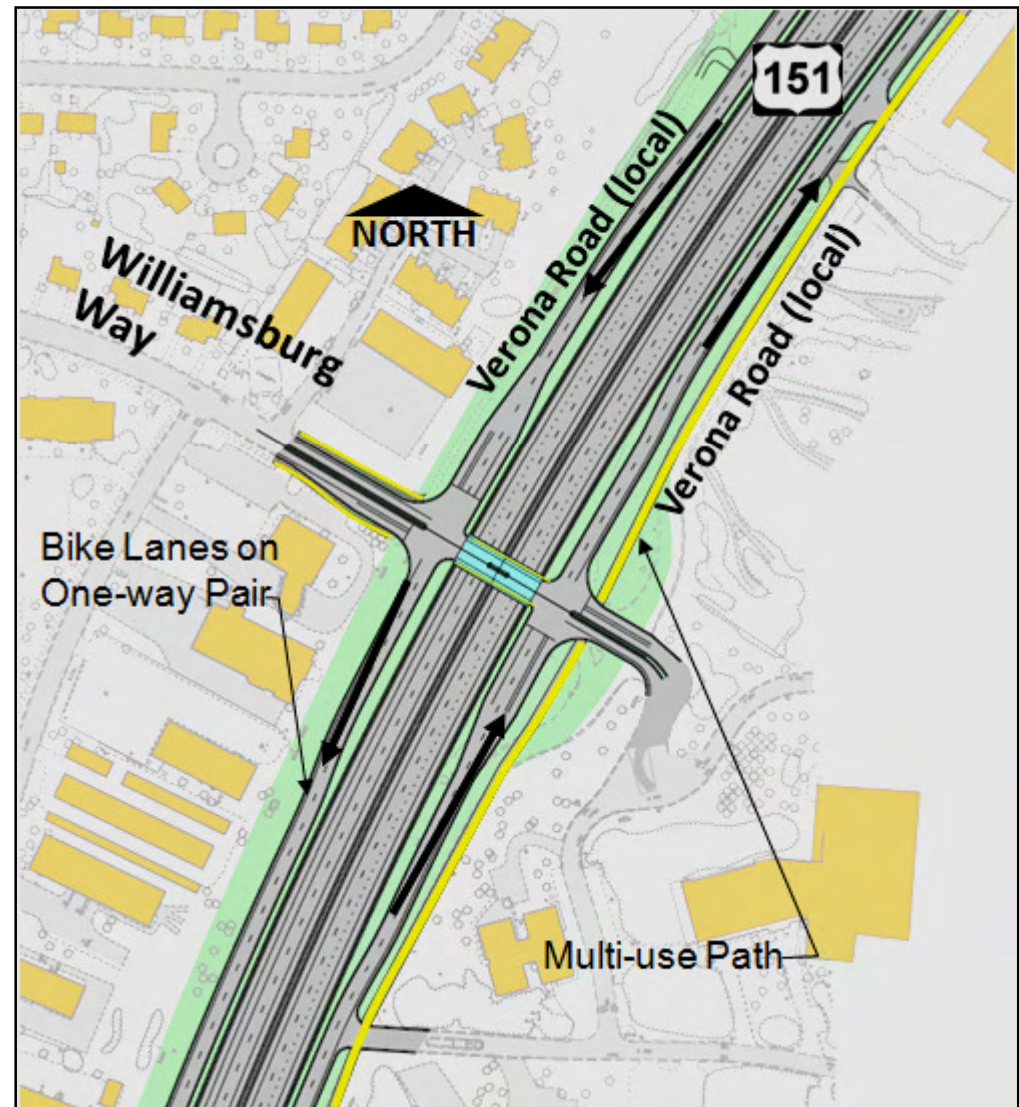 151
Verona Road (local)
NORTH
Williamsburg
Way
Verona Road (local)
Bike Lanes on
One-way Pair
Multi-use Path